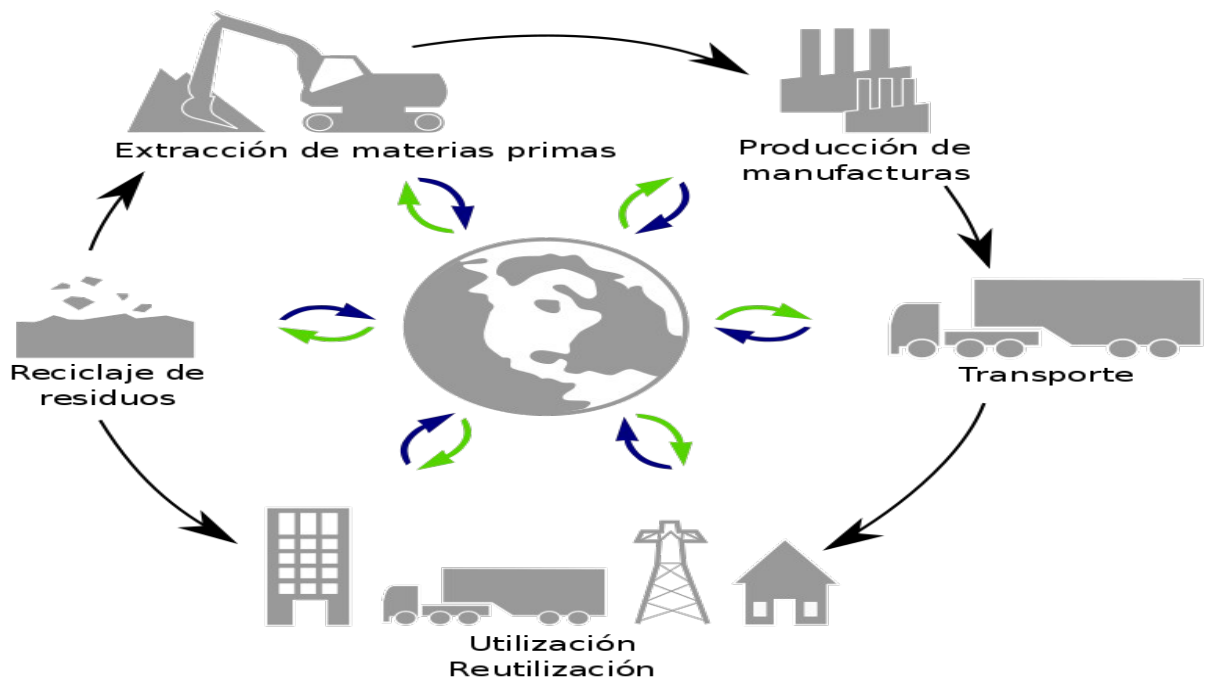 Extracción de materias primas
Producción de
manufacturas
Reciclaje de
residuos
Transporte
Utilización
Reutilización